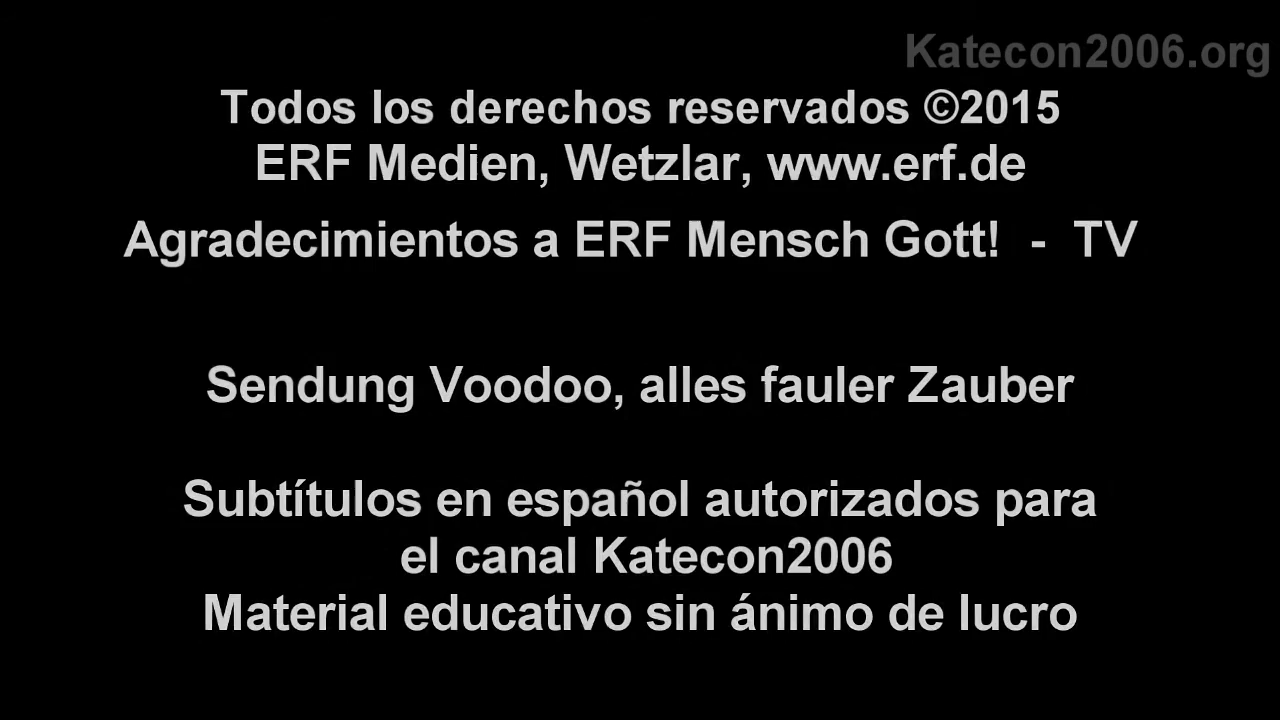 Katecon2006.org
Todos los derechos reservados ©2015
ERF Medien, Wetzlar, www.erf.de
Agradecimientos a ERF Mensch Gott! - TV
Sendung Voodoo, alles fauler Zauber
Subtítulos en español autorizados para
el canal Katecon2006
Material educativo sin ánimo de lucro